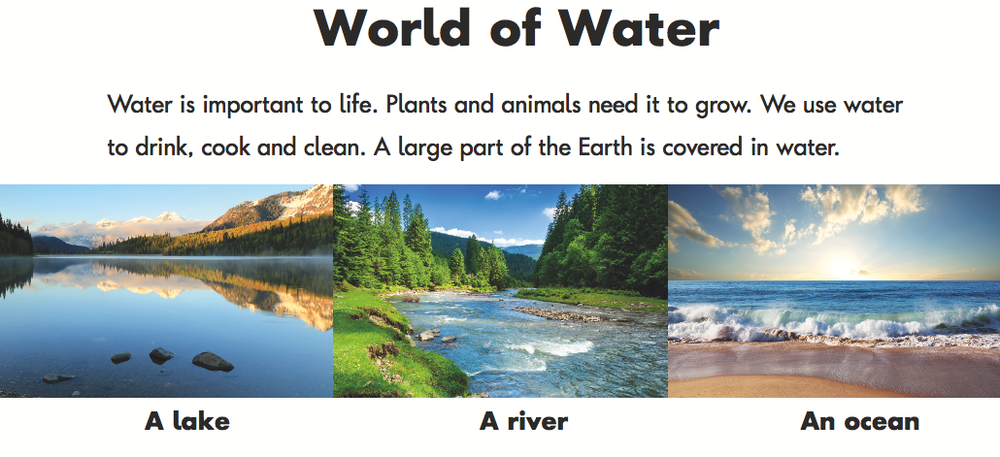 World of Water
Water is important to life. Plants and animals need it to grow. We use water
to drink, cook and clean. A large part of the Earth is covered in water.
A lake
A river
An ocean